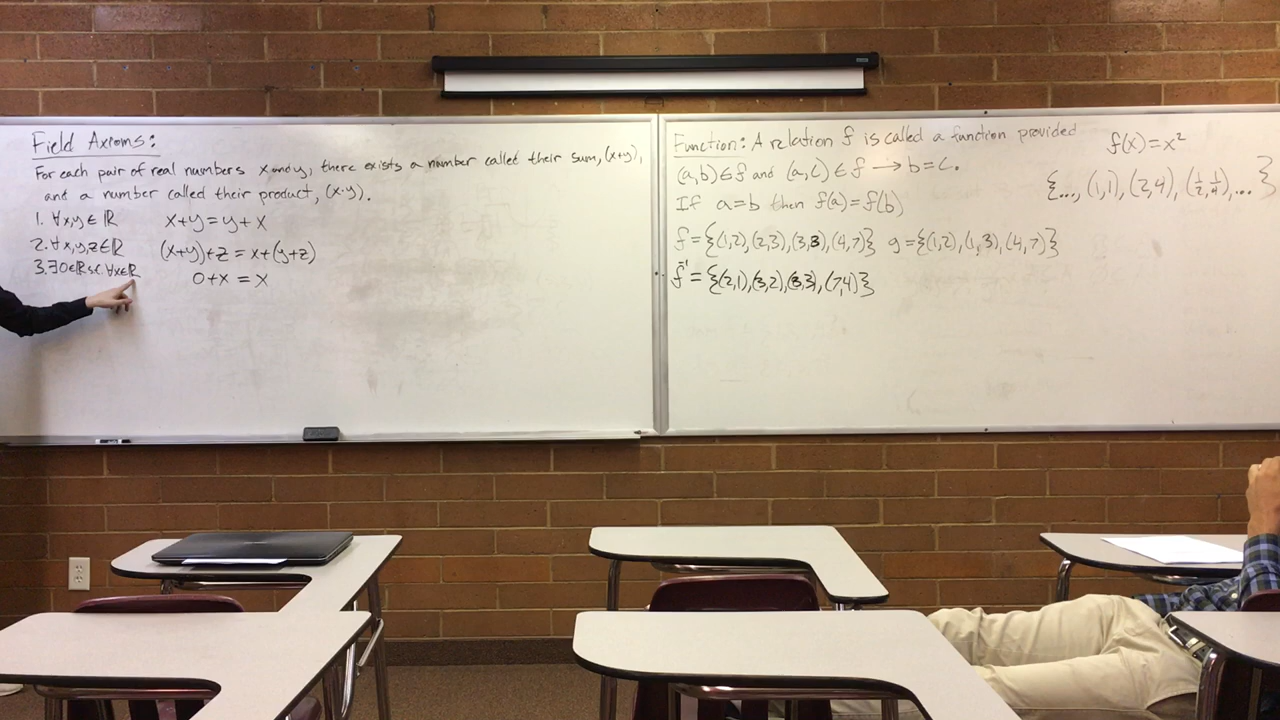 Field Axioms:
For each pair of real numbers x and y, there exists a number called their sum, (x+y),
and a number called their product, (x·y).
1. ∀x,y∈ℝ x+y=y+x
2. ∀x,y,z∈ℝ (x+y)+z=x+(y+z)
3. ∃0∈ℝ s.t. ∀x∈ℝ 0+x=x
Function: A relation f is called a function provided
(a,b)∈f and (a,c)∈f → b=c.
If a=b then f(a)=f(b)
f={(1,2),(2,3),(3,3),(4,7)} g={(1,2),(1,3),(4,7)}
f⁻¹={(2,1),(3,2),(3,3),(7,4)}
f(x)=x²
{...,(1,1),(2,4),(1/2,1/4),...}